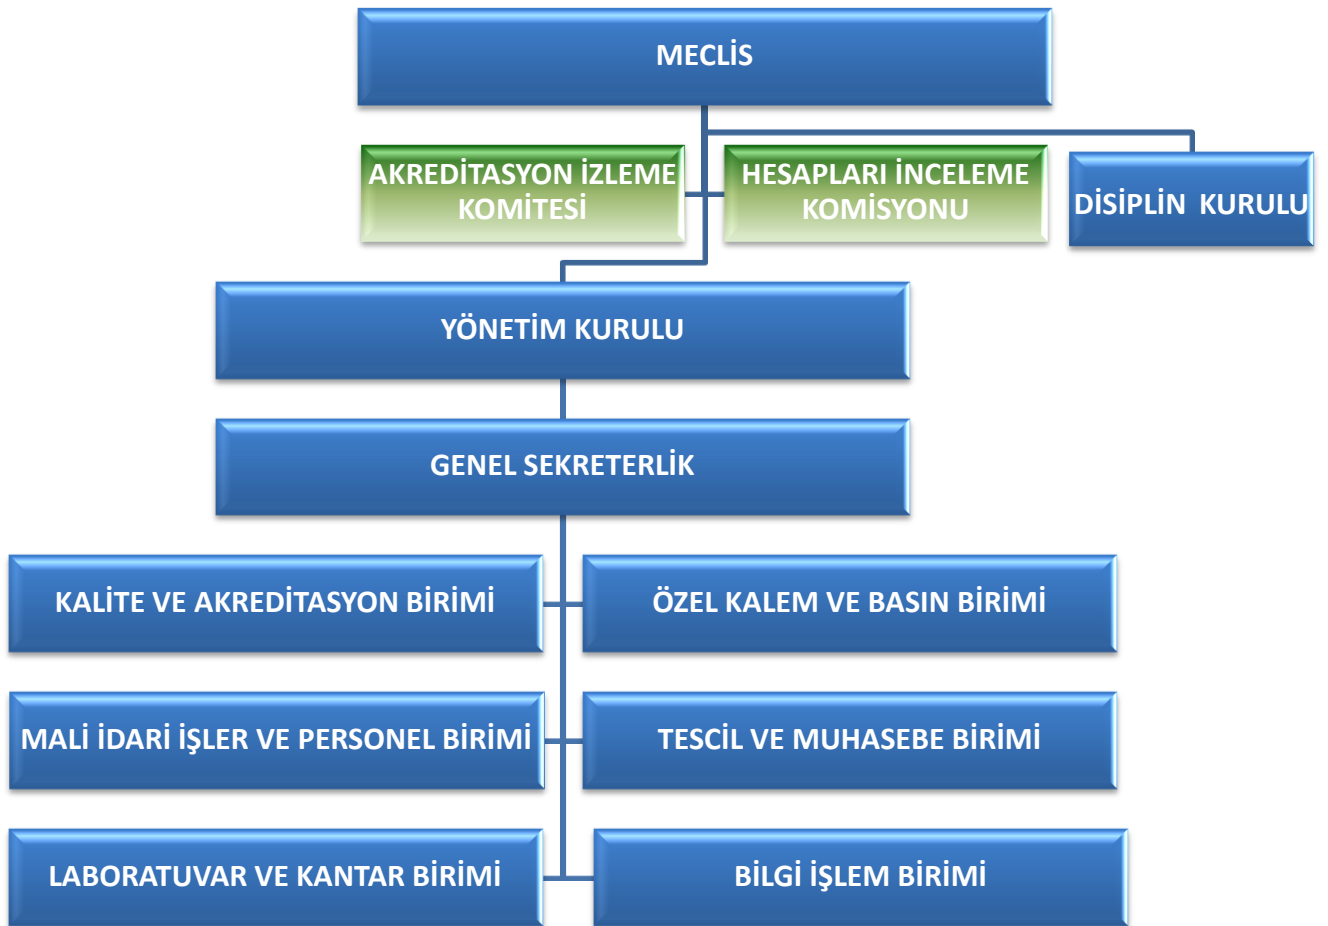 MECLİS
AKREDİTASYON İZLEME
KOMİTESİ
HESAPLARI İNCELEME
KOMİSYONU
DİSİPLİN KURULU
YÖNETİM KURULU
GENEL SEKRETERLİK
KALİTE VE AKREDİTASYON BİRİMİ
ÖZEL KALEM VE BASIN BİRİMİ
MALİ İDARİ İŞLER VE PERSONEL BİRİMİ
TESCİL VE MUHASEBE BİRİMİ
LABORATUVAR VE KANTAR BİRİMİ
BİLGİ İŞLEM BİRİMİ